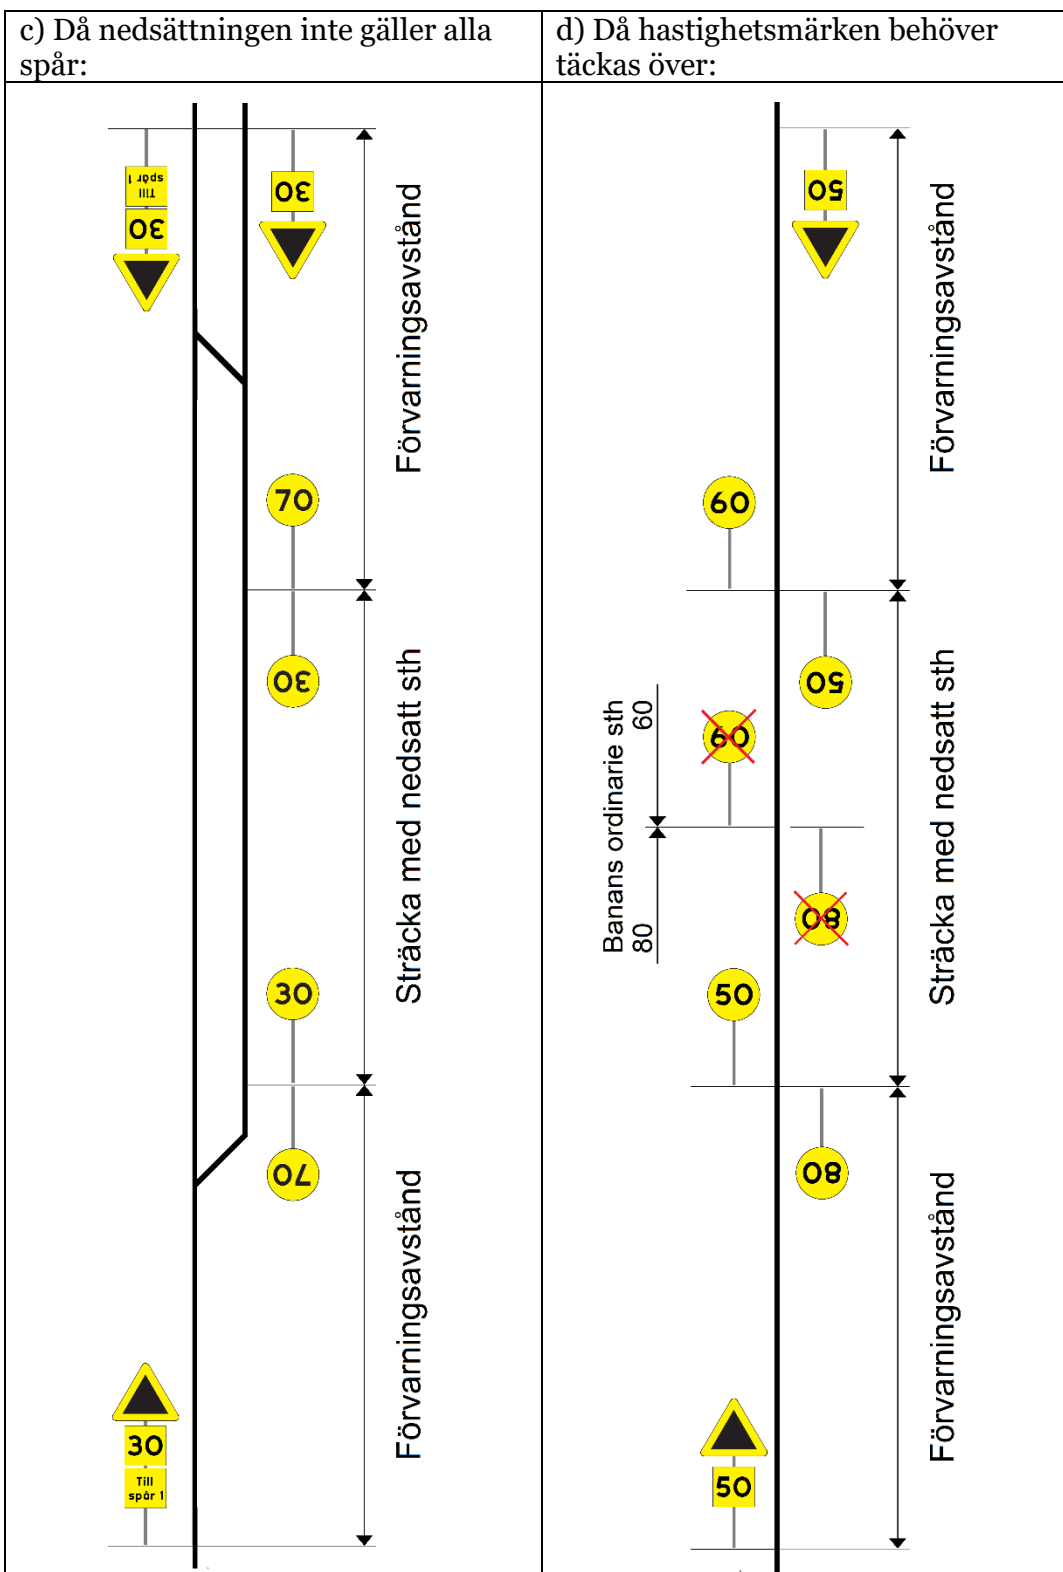 c) Då nedsättningen inte gäller alla
spår:
Till
spår 1
30
30
Förvarningsavstånd
70
30
Sträcka med nedsatt sth
30
70
Förvarningsavstånd
30
Till
spår 1
d) Då hastighetsmärken behöver
täckas över:
50
Förvarningsavstånd
60
50
Banans ordinarie sth
80 60
60
80
Sträcka med nedsatt sth
50
80
Förvarningsavstånd
50